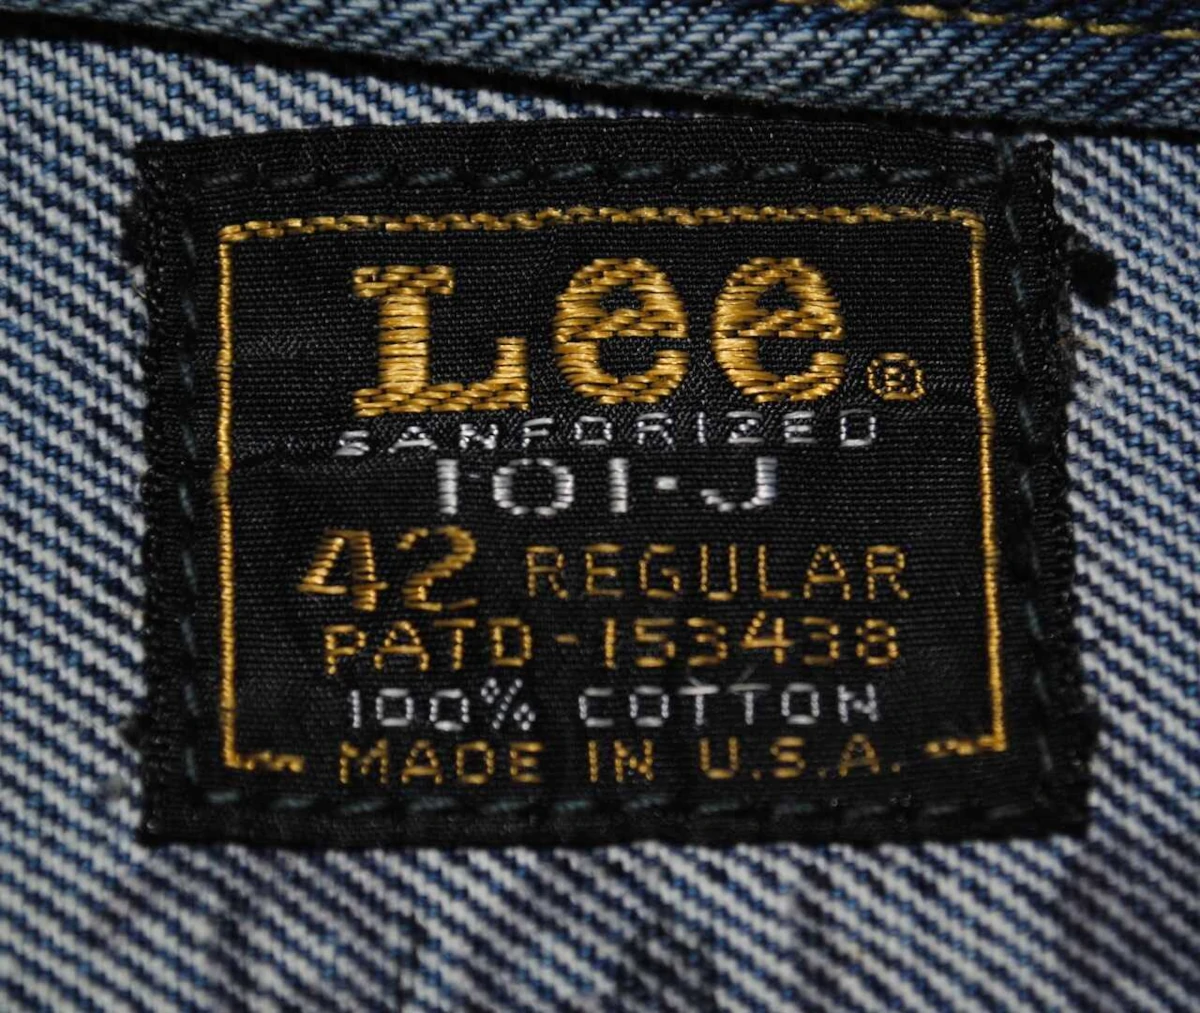 Lee®
SANFORIZED
101-J
42 REGULAR
PATD-153438
100% COTTON
MADE IN U.S.A.